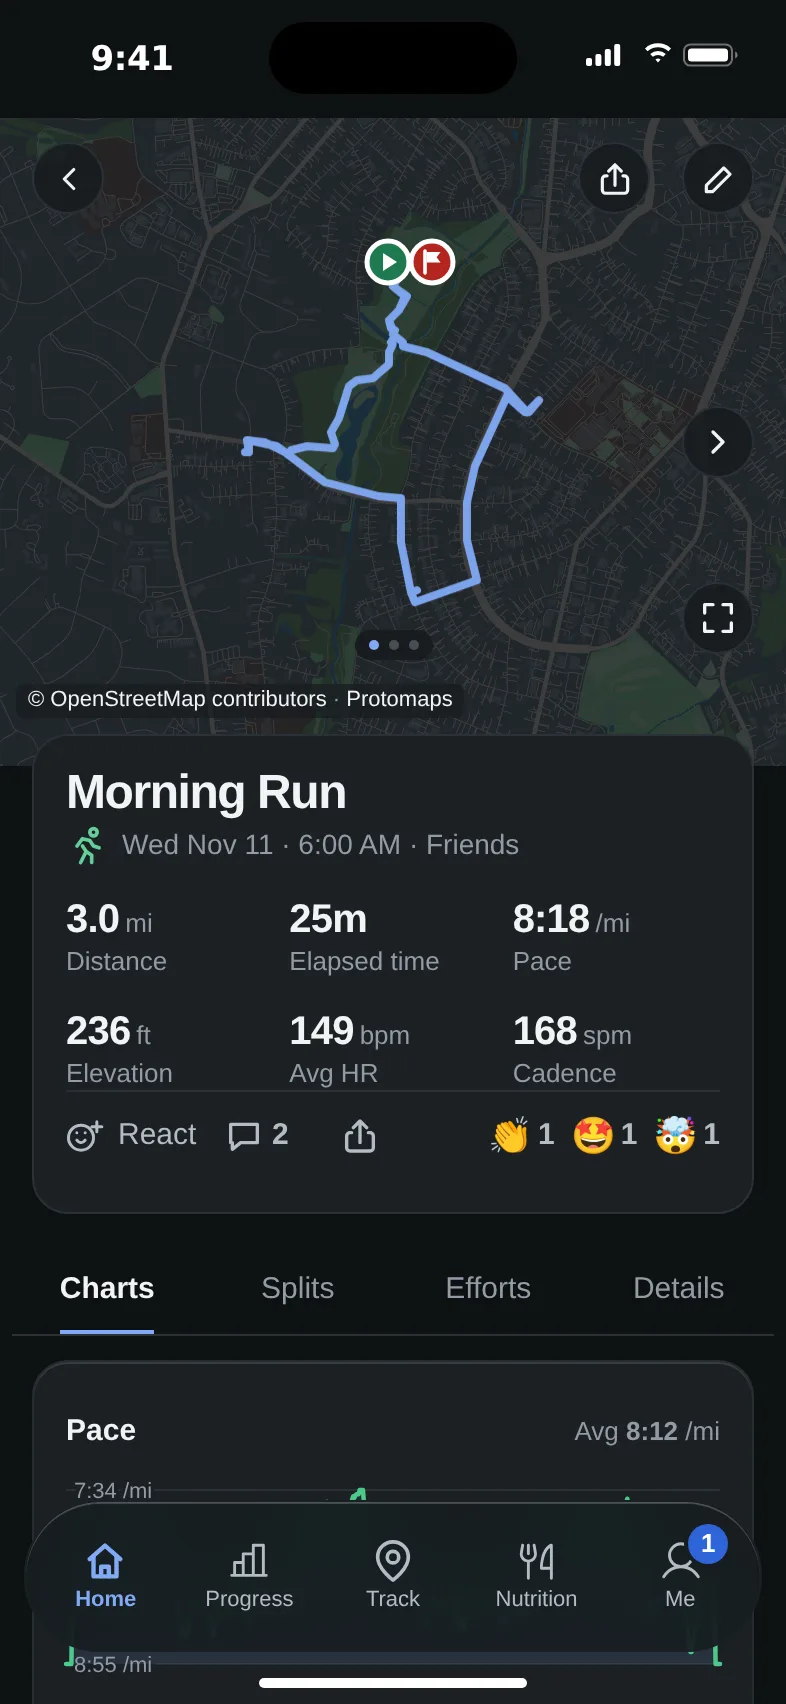 9:41
© OpenStreetMap contributors · Protomaps
Morning Run
Wed Nov 11 · 6:00 AM · Friends
3.0 mi 25m 8:18 /mi
Distance Elapsed time Pace
236 ft 149 bpm 168 spm
Elevation Avg HR Cadence
React 2 1 1 1
Charts Splits Efforts Details
Pace Avg 8:12 /mi
7:34 /mi
1
Home Progress Track Nutrition Me
8:55 /mi